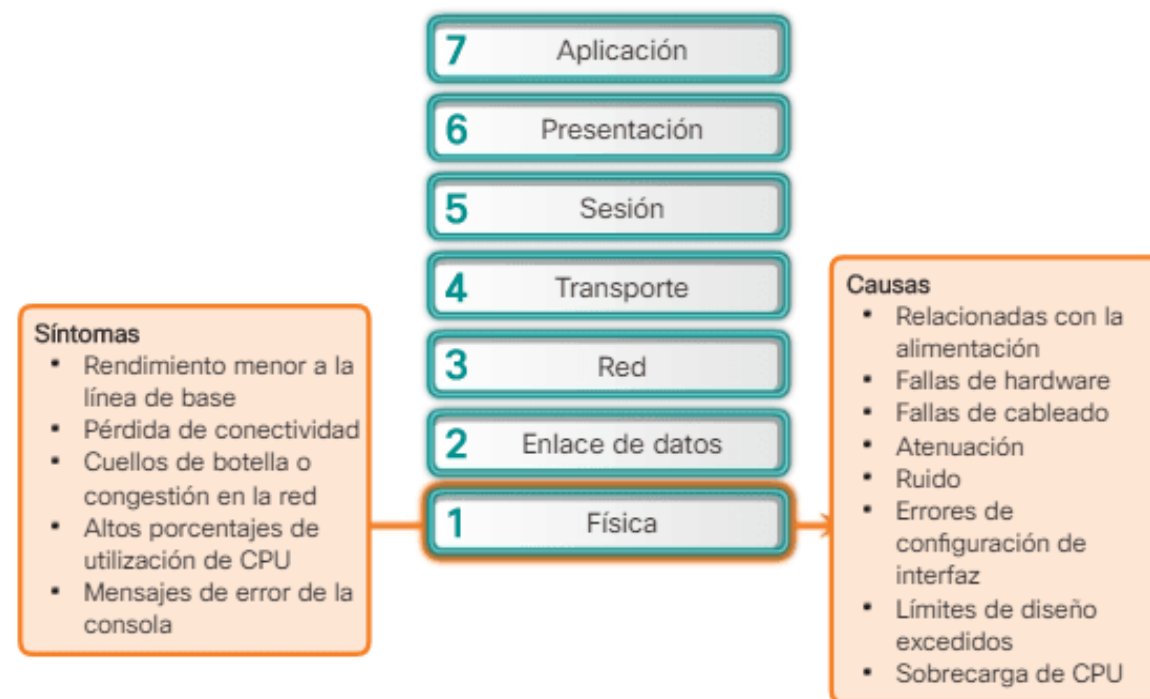 7 Aplicación
6 Presentación
5 Sesión
4 Transporte
3 Red
2 Enlace de datos
1 Física
Síntomas
▪ Rendimiento menor a la
línea de base
▪ Pérdida de conectividad
▪ Cuellos de botella o
congestión en la red
▪ Altos porcentajes de
utilización de CPU
▪ Mensajes de error de la
consola
Causas
▪ Relacionadas con la
alimentación
▪ Fallas de hardware
▪ Fallas de cableado
▪ Atenuación
▪ Ruido
▪ Errores de
configuración de
interfaz
▪ Límites de diseño
excedidos
▪ Sobrecarga de CPU